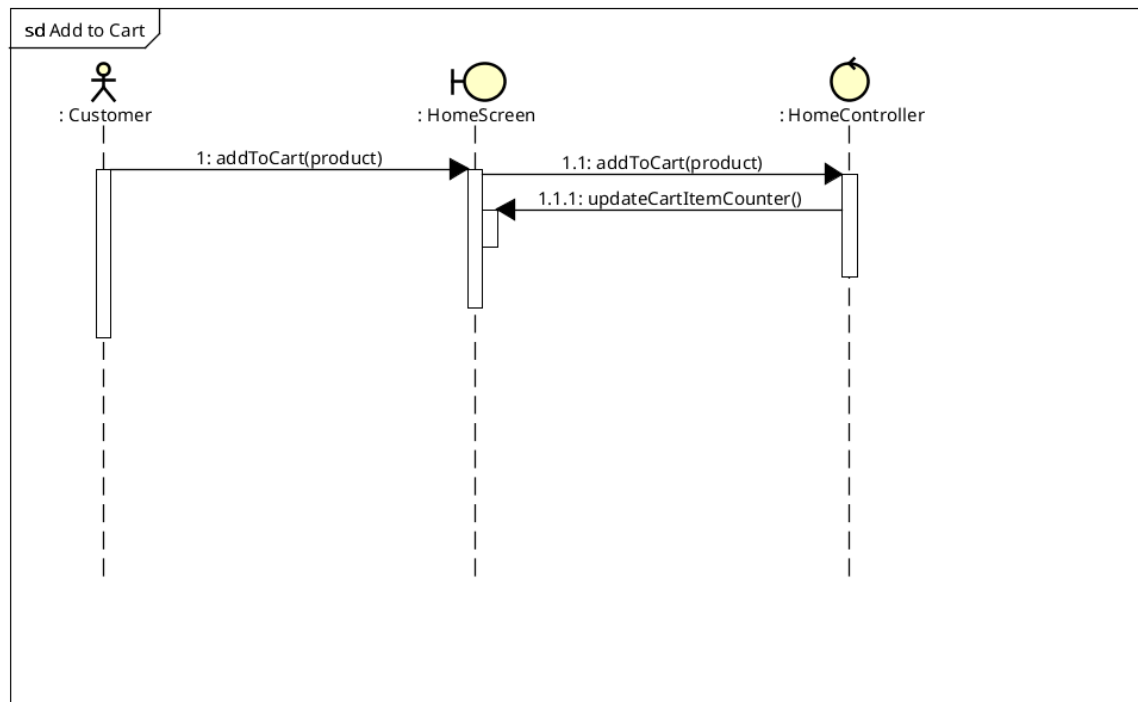 sd Add to Cart
: Customer
: HomeScreen
: HomeController
1: addToCart(product)
1.1: addToCart(product)
1.1.1: updateCartItemCounter()